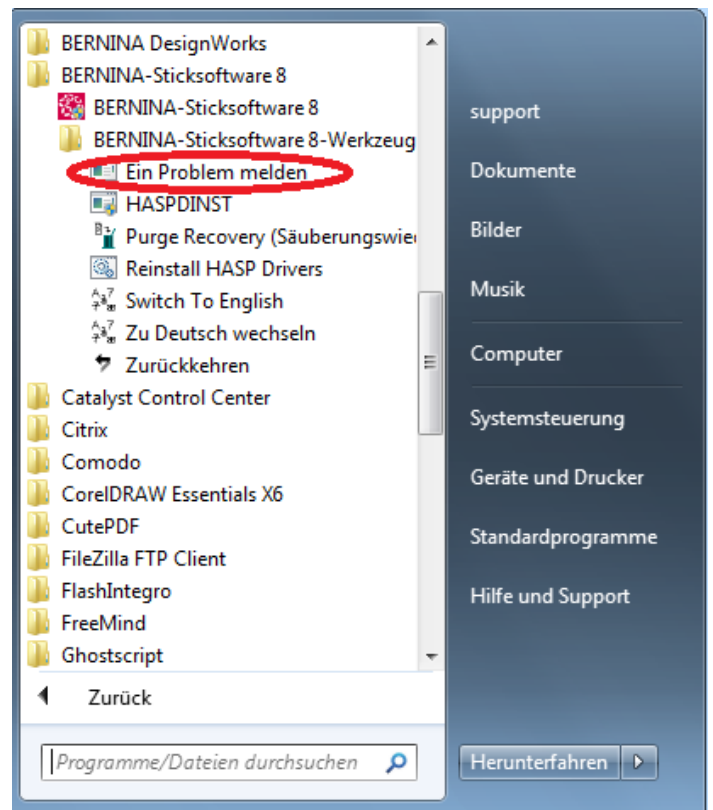 BERNINA DesignWorks
BERNINA-Sticksoftware 8
BERNINA-Sticksoftware 8
BERNINA-Sticksoftware 8-Werkzeug
Ein Problem melden
HASPDINST
Purge Recovery (Säuberungswie
Reinstall HASP Drivers
Switch To English
Zu Deutsch wechseln
Zurückkehren
Catalyst Control Center
Citrix
Comodo
CorelDRAW Essentials X6
CutePDF
FileZilla FTP Client
FlashIntegro
FreeMind
Ghostscript
Zurück
Programme/Dateien durchsuchen
support
Dokumente
Bilder
Musik
Computer
Systemsteuerung
Geräte und Drucker
Standardprogramme
Hilfe und Support
Herunterfahren